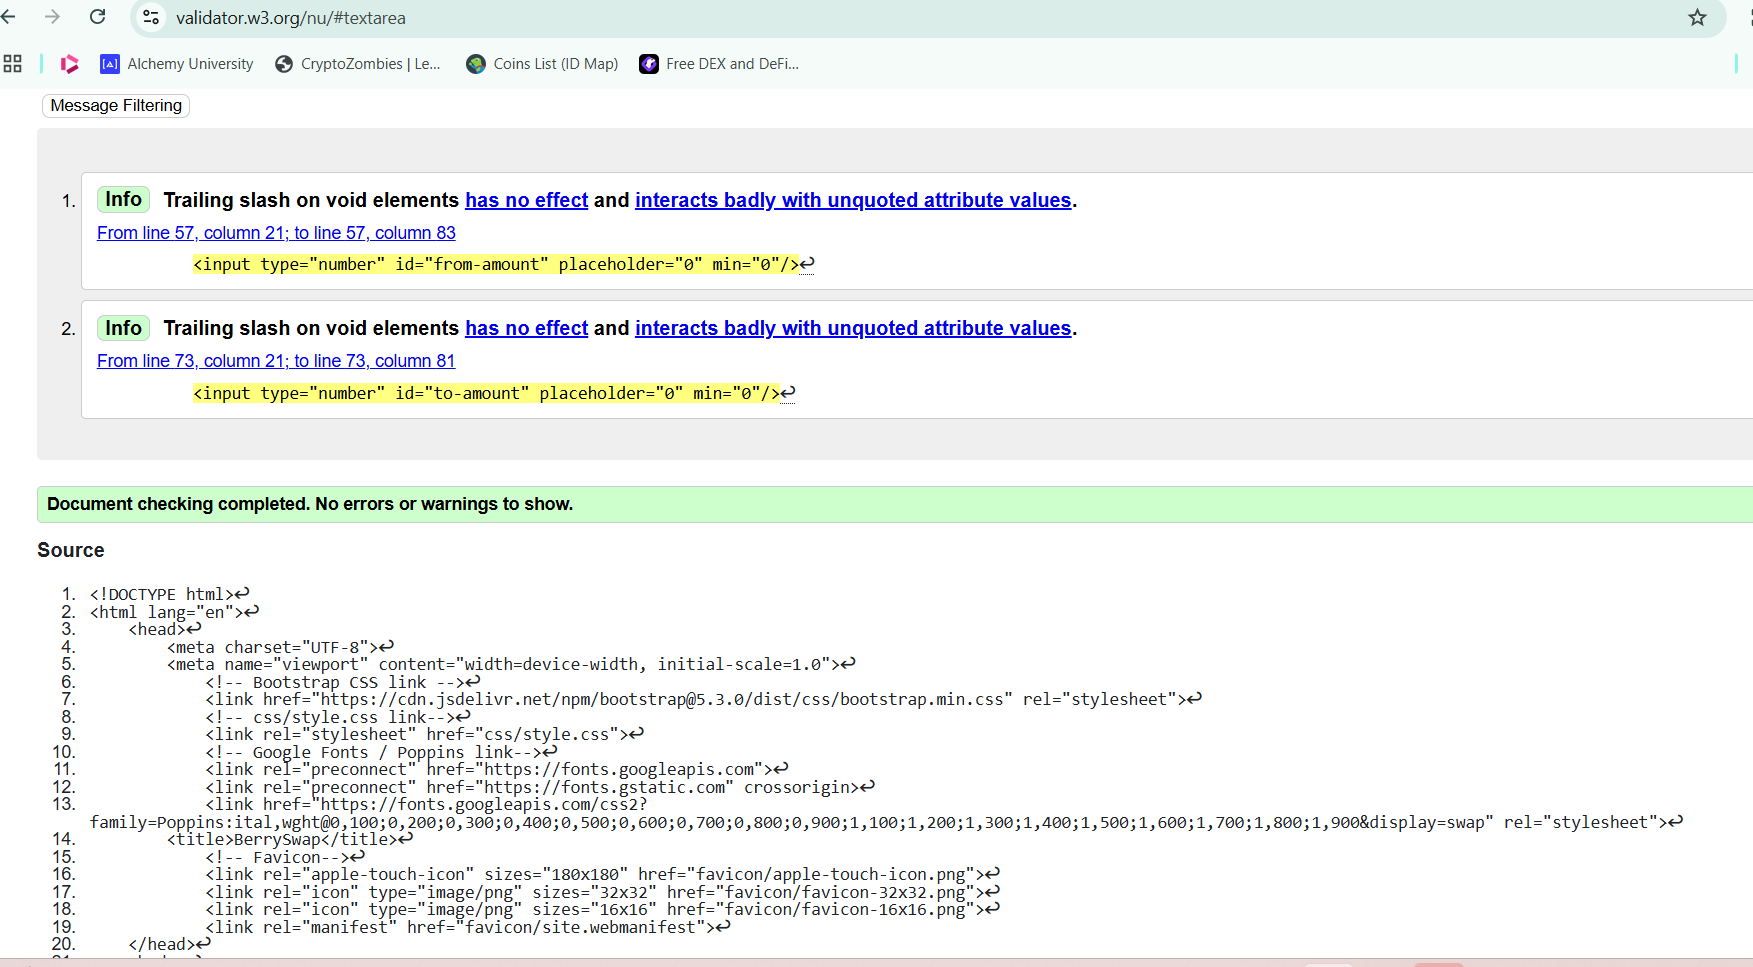 validator.w3.org/nu/#textarea
Alchemy University CryptoZombies | Le... Coins List (ID Map) Free DEX and DeFi...
Message Filtering
1. Info Trailing slash on void elements has no effect and interacts badly with unquoted attribute values.
From line 57, column 21; to line 57, column 83
<input type="number" id="from-amount" placeholder="0" min="0"/>↩
2. Info Trailing slash on void elements has no effect and interacts badly with unquoted attribute values.
From line 73, column 21; to line 73, column 81
<input type="number" id="to-amount" placeholder="0" min="0"/>↩
Document checking completed. No errors or warnings to show.
Source
1. <!DOCTYPE html>↩
2. <html lang="en">↩
3. <head>↩
4. <meta charset="UTF-8">↩
5. <meta name="viewport" content="width=device-width, initial-scale=1.0">↩
6. <!-- Bootstrap CSS link -->↩
7. <link href="https://cdn.jsdelivr.net/npm/bootstrap@5.3.0/dist/css/bootstrap.min.css" rel="stylesheet">↩
8. <!-- css/style.css link-->↩
9. <link rel="stylesheet" href="css/style.css">↩
10. <!-- Google Fonts / Poppins link-->↩
11. <link rel="preconnect" href="https://fonts.googleapis.com">↩
12. <link rel="preconnect" href="https://fonts.gstatic.com" crossorigin>↩
13. <link href="https://fonts.googleapis.com/css2?
family=Poppins:ital,wght@0,100;0,200;0,300;0,400;0,500;0,600;0,700;0,800;0,900;1,100;1,200;1,300;1,400;1,500;1,600;1,700;1,800;1,900&display=swap" rel="stylesheet">↩
14. <title>BerrySwap</title>↩
15. <!-- Favicon-->↩
16. <link rel="apple-touch-icon" sizes="180x180" href="favicon/apple-touch-icon.png">↩
17. <link rel="icon" type="image/png" sizes="32x32" href="favicon/favicon-32x32.png">↩
18. <link rel="icon" type="image/png" sizes="16x16" href="favicon/favicon-16x16.png">↩
19. <link rel="manifest" href="favicon/site.webmanifest">↩
20. </head>↩